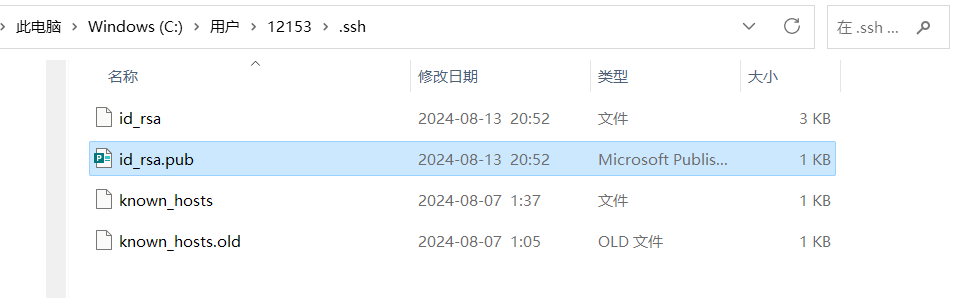 此电脑 > Windows (C:) > 用户 > 12153 > .ssh 在 .ssh ...
名称 修改日期 类型 大小
id_rsa 2024-08-13 20:52 文件 3 KB
id_rsa.pub 2024-08-13 20:52 Microsoft Publis... 1 KB
known_hosts 2024-08-07 1:37 文件 1 KB
known_hosts.old 2024-08-07 1:05 OLD 文件 1 KB